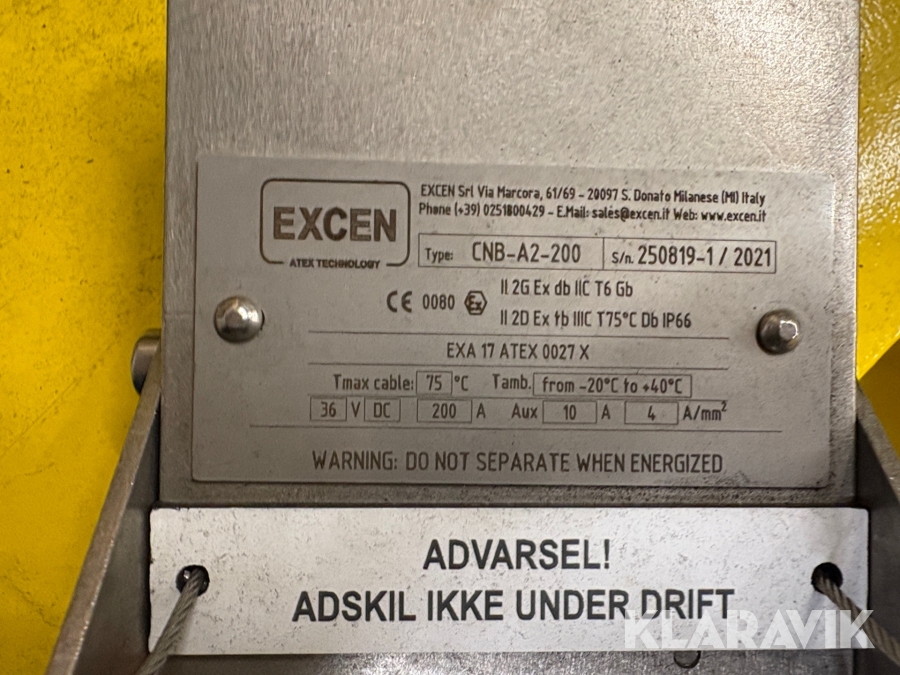 EXCEN
ATEX TECHNOLOGY
EXCEN Srl Via Marcora, 61/69 - 20097 S. Donato Milanese (MI) Italy
Phone (+39) 0251800429 - E.Mail: sales@excen.it Web: www.excen.it
Type: CNB-A2-200 S/n. 250819-1 / 2021
CE 0080 Ex II 2G Ex db IIC T6 Gb
II 2D Ex tb IIIC T75°C Db IP66
EXA 17 ATEX 0027 X
Tmax cable: 75 °C Tamb. from -20°C to +40°C
36 V DC 200 A Aux 10 A 4 A/mm²
WARNING: DO NOT SEPARATE WHEN ENERGIZED
ADVARSEL!
ADSKIL IKKE UNDER DRIFT
KLARAVIK